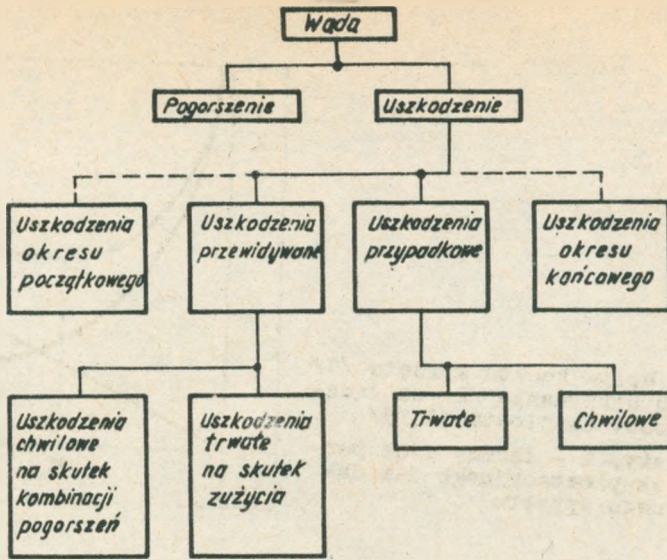 Wada
Pogorszenie
Uszkodzenie
Uszkodzenia
okresu
początkowego
Uszkodzenia
przewidywane
Uszkodzenia
przypadkowe
Uszkodzenia
okresu
końcowego
Uszkodzenia
chwilowe
na skutek
kombinacji
pogorszeń
Uszkodzenia
trwałe
na skutek
zużycia
Trwałe
Chwilowe